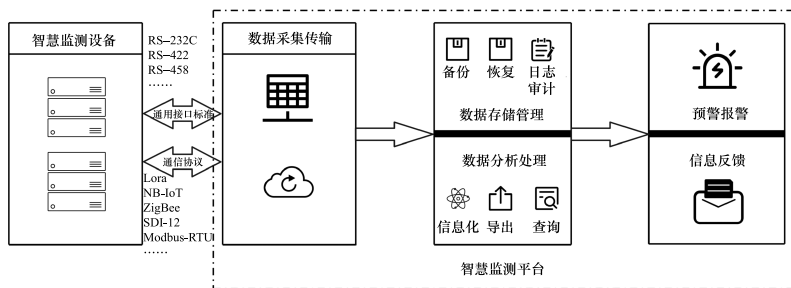 智慧监测设备
RS-232C
RS-422
RS-458
……
通用接口标准
通信协议
Lora
NB-IoT
ZigBee
SDI-12
Modbus-RTU
……
数据采集传输
备份 恢复 日志
审计
数据存储管理
数据分析处理
信息化 导出 查询
预警报警
信息反馈
智慧监测平台